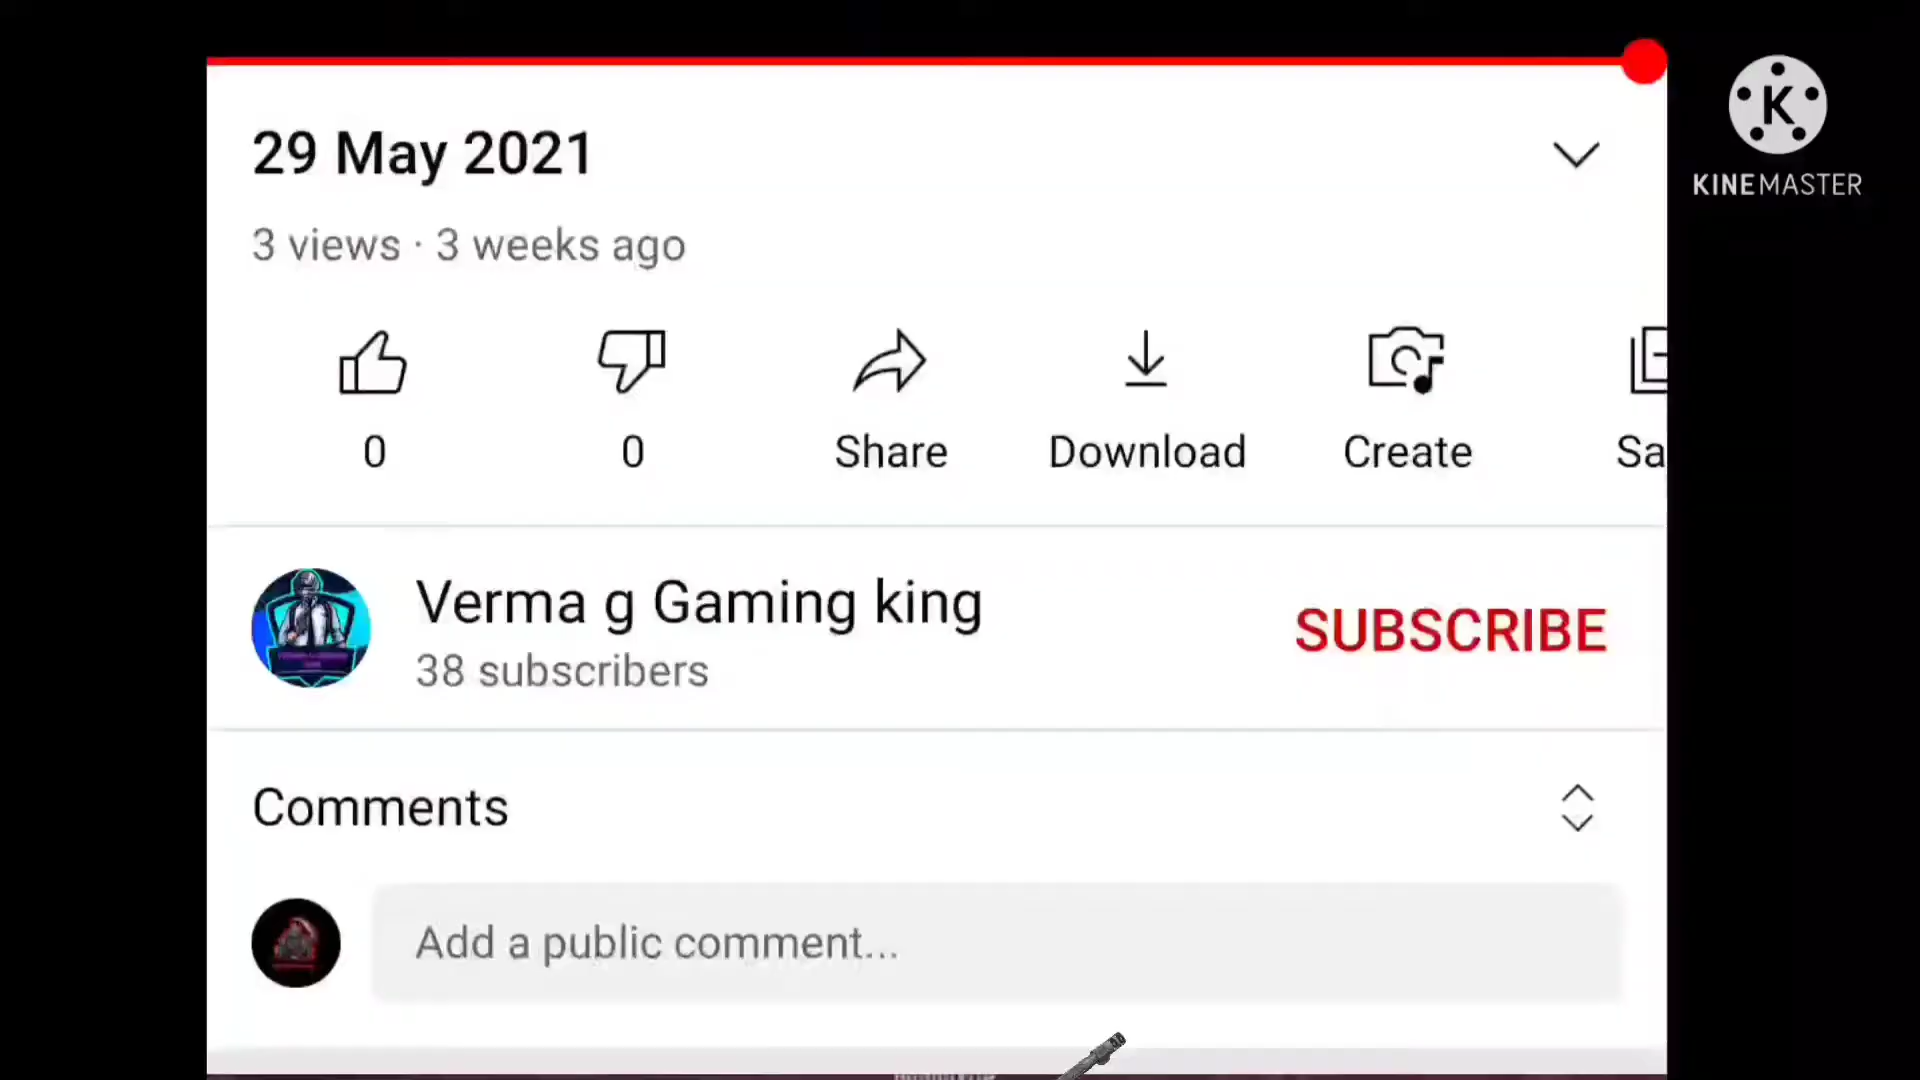 29 May 2021
KINEMASTER
3 views · 3 weeks ago
0 0 Share Download Create Sa
Verma g Gaming king
SUBSCRIBE
38 subscribers
Comments
Add a public comment...